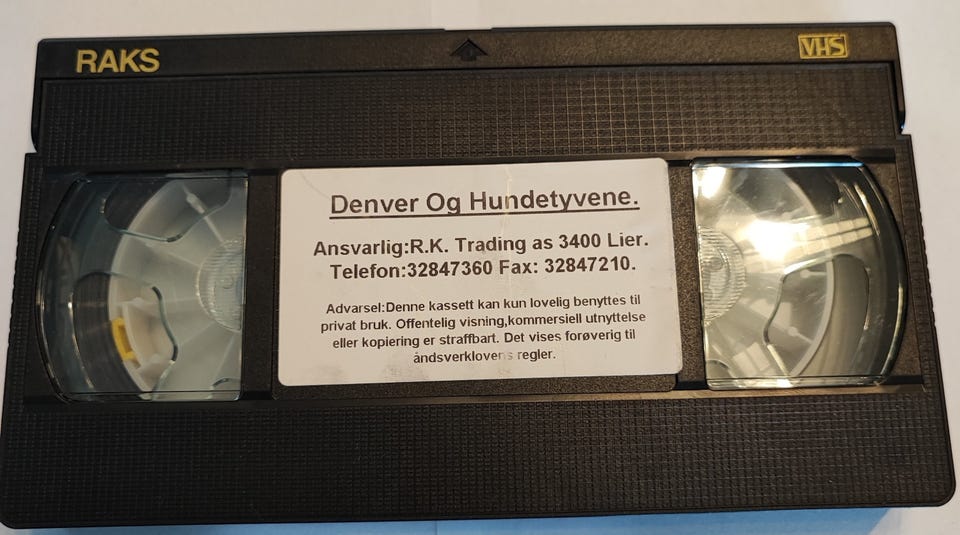 RAKS
VHS
Denver Og Hundetyvene.
Ansvarlig:R.K. Trading as 3400 Lier.
Telefon:32847360 Fax: 32847210.
Advarsel:Denne kassett kan kun lovelig benyttes til
privat bruk. Offentelig visning,kommersiell utnyttelse
eller kopiering er straffbart. Det vises forøverig til
åndsverklovens regler.